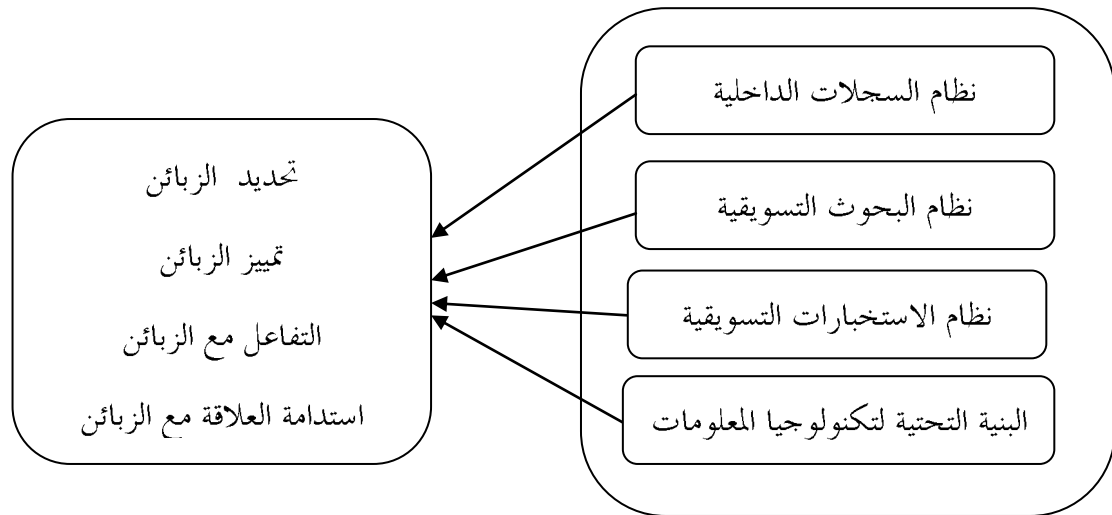 نظام السجلات الداخلية
نظام البحوث التسويقية
نظام الاستخبارات التسويقية
البنية التحتية لتكنولوجيا المعلومات
تحديد الزبائن
تمييز الزبائن
التفاعل مع الزبائن
استدامة العلاقة مع الزبائن